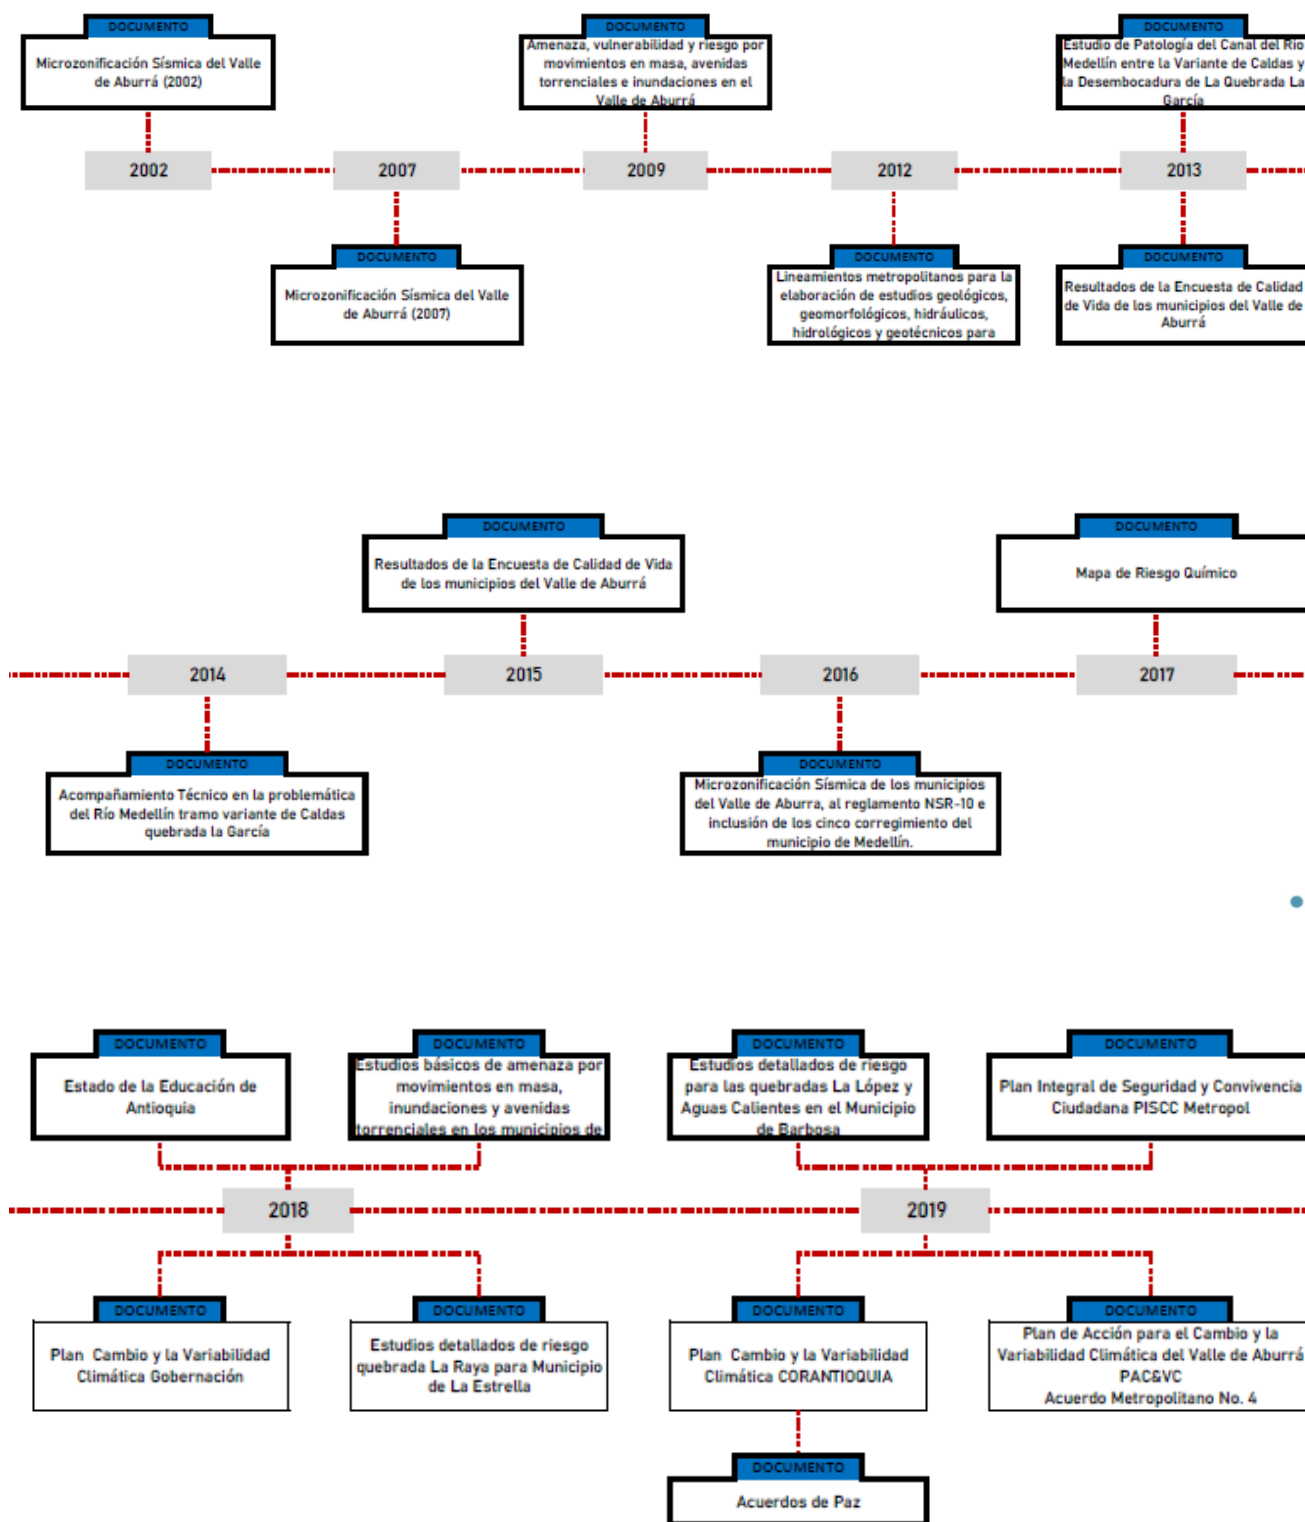 DOCUMENTO
Microzonificación Sísmica del Valle
de Aburrá (2002)
DOCUMENTO
Amenaza, vulnerabilidad y riesgo por
movimientos en masa, avenidas
torrenciales e inundaciones en el
Valle de Aburrá
DOCUMENTO
Estudio de Patología del Canal del Río
Medellín entre la Variante de Caldas y
la Desembocadura de La Quebrada La
García
2002
2007
2009
2012
2013
DOCUMENTO
Microzonificación Sísmica del Valle
de Aburrá (2007)
DOCUMENTO
Lineamientos metropolitanos para la
elaboración de estudios geológicos,
geomorfológicos, hidráulicos,
hidrológicos y geotécnicos para
DOCUMENTO
Resultados de la Encuesta de Calidad
de Vida de los municipios del Valle de
Aburrá
DOCUMENTO
Resultados de la Encuesta de Calidad de Vida
de los municipios del Valle de Aburrá
DOCUMENTO
Mapa de Riesgo Químico
2014
2015
2016
2017
DOCUMENTO
Acompañamiento Técnico en la problemática
del Río Medellín tramo variante de Caldas
quebrada la García
DOCUMENTO
Microzonificación Sísmica de los municipios
del Valle de Aburra, al reglamento NSR-10 e
inclusión de los cinco corregimiento del
municipio de Medellín.
DOCUMENTO
Estado de la Educación de
Antioquia
DOCUMENTO
Estudios básicos de amenaza por
movimientos en masa,
inundaciones y avenidas
torrenciales en los municipios de
DOCUMENTO
Estudios detallados de riesgo
para las quebradas La López y
Aguas Calientes en el Municipio
de Barbosa
DOCUMENTO
Plan Integral de Seguridad y Convivencia
Ciudadana PISCC Metropol
2018
2019
DOCUMENTO
Plan Cambio y la Variabilidad
Climática Gobernación
DOCUMENTO
Estudios detallados de riesgo
quebrada La Raya para Municipio
de La Estrella
DOCUMENTO
Plan Cambio y la Variabilidad
Climática CORANTIOQUIA
DOCUMENTO
Plan de Acción para el Cambio y la
Variabilidad Climática del Valle de Aburrá
PAC&VC
Acuerdo Metropolitano No. 4
DOCUMENTO
Acuerdos de Paz